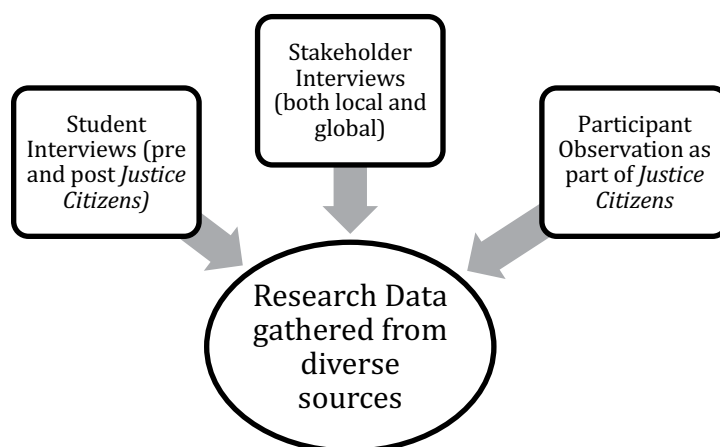 Student
Interviews (pre
and post Justice
Citizens)
Stakeholder
Interviews
(both local and
global)
Participant
Observation as
part of Justice
Citizens
Research Data
gathered from
diverse
sources